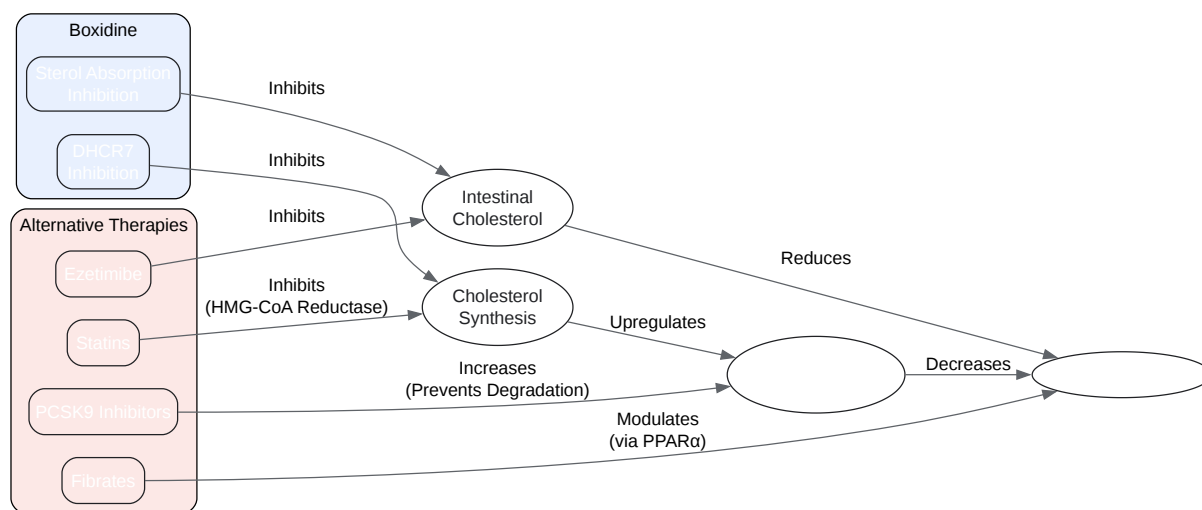 Boxidine
Sterol Absorption
Inhibition
DHCR7
Inhibition
Alternative Therapies
Ezetimibe
Statins
PCSK9 Inhibitors
Fibrates
Inhibits
Inhibits
Inhibits
Inhibits
(HMG-CoA Reductase)
Increases
(Prevents Degradation)
Modulates
(via PPARα)
Intestinal
Cholesterol
Cholesterol
Synthesis
Upregulates
Reduces
Decreases